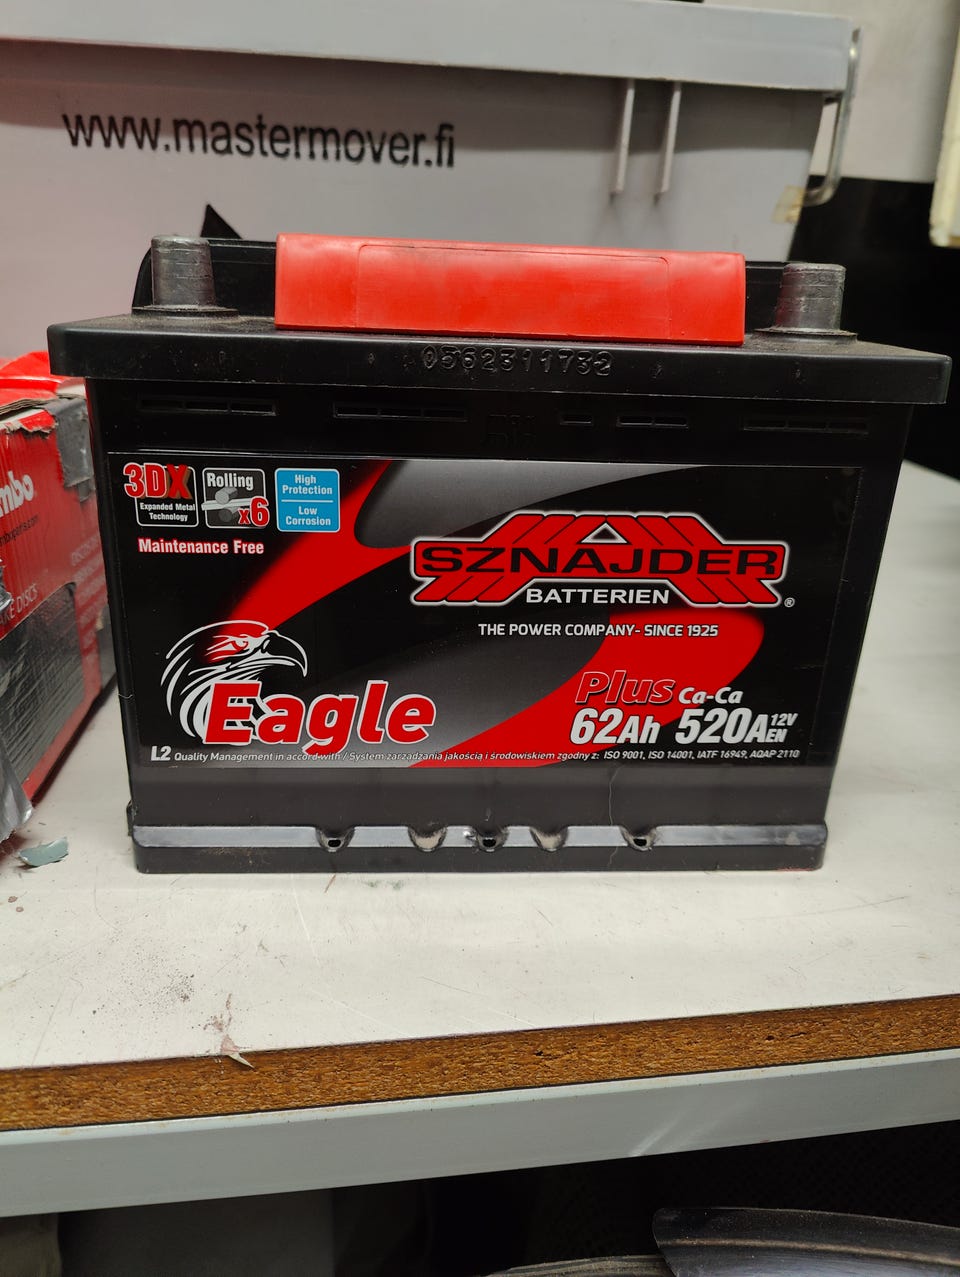 www.mastermover.fi
0562311732
3DX
Expanded Metal
Technology
Rolling
x6
High
Protection
Low
Corrosion
Maintenance Free
SZNAJDER
BATTERIEN
®
THE POWER COMPANY- SINCE 1925
Eagle
Plus Ca-Ca
62Ah 520A 12V EN
L2 Quality Management in accord with / System zarządzania jakością i środowiskiem zgodny z: ISO 9001, ISO 14001, IATF 16949, AQAP 2110
DISCS